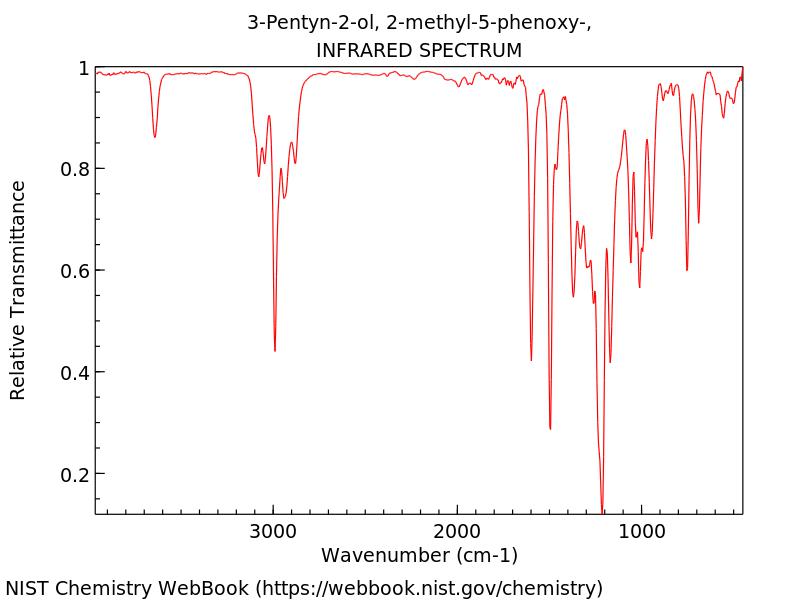 3-Pentyn-2-ol, 2-methyl-5-phenoxy-,
INFRARED SPECTRUM
1
0.8
0.6
0.4
0.2
Relative Transmittance
3000 2000 1000
Wavenumber (cm-1)
NIST Chemistry WebBook (https://webbook.nist.gov/chemistry)